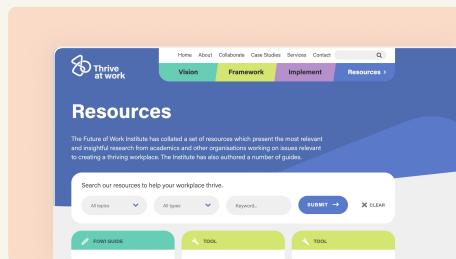 Home About Collaborate Case Studies Services Contact
Thrive
at work
Vision Framework Implement Resources ›
Resources
The Future of Work Institute has collated a set of resources which present the most relevant
and insightful research from academics and other organisations working on issues relevant
to creating a thriving workplace. The Institute has also authored a number of guides.
Search our resources to help your workplace thrive.
All topics All types Keyword.. SUBMIT → CLEAR
FOWI GUIDE TOOL TOOL